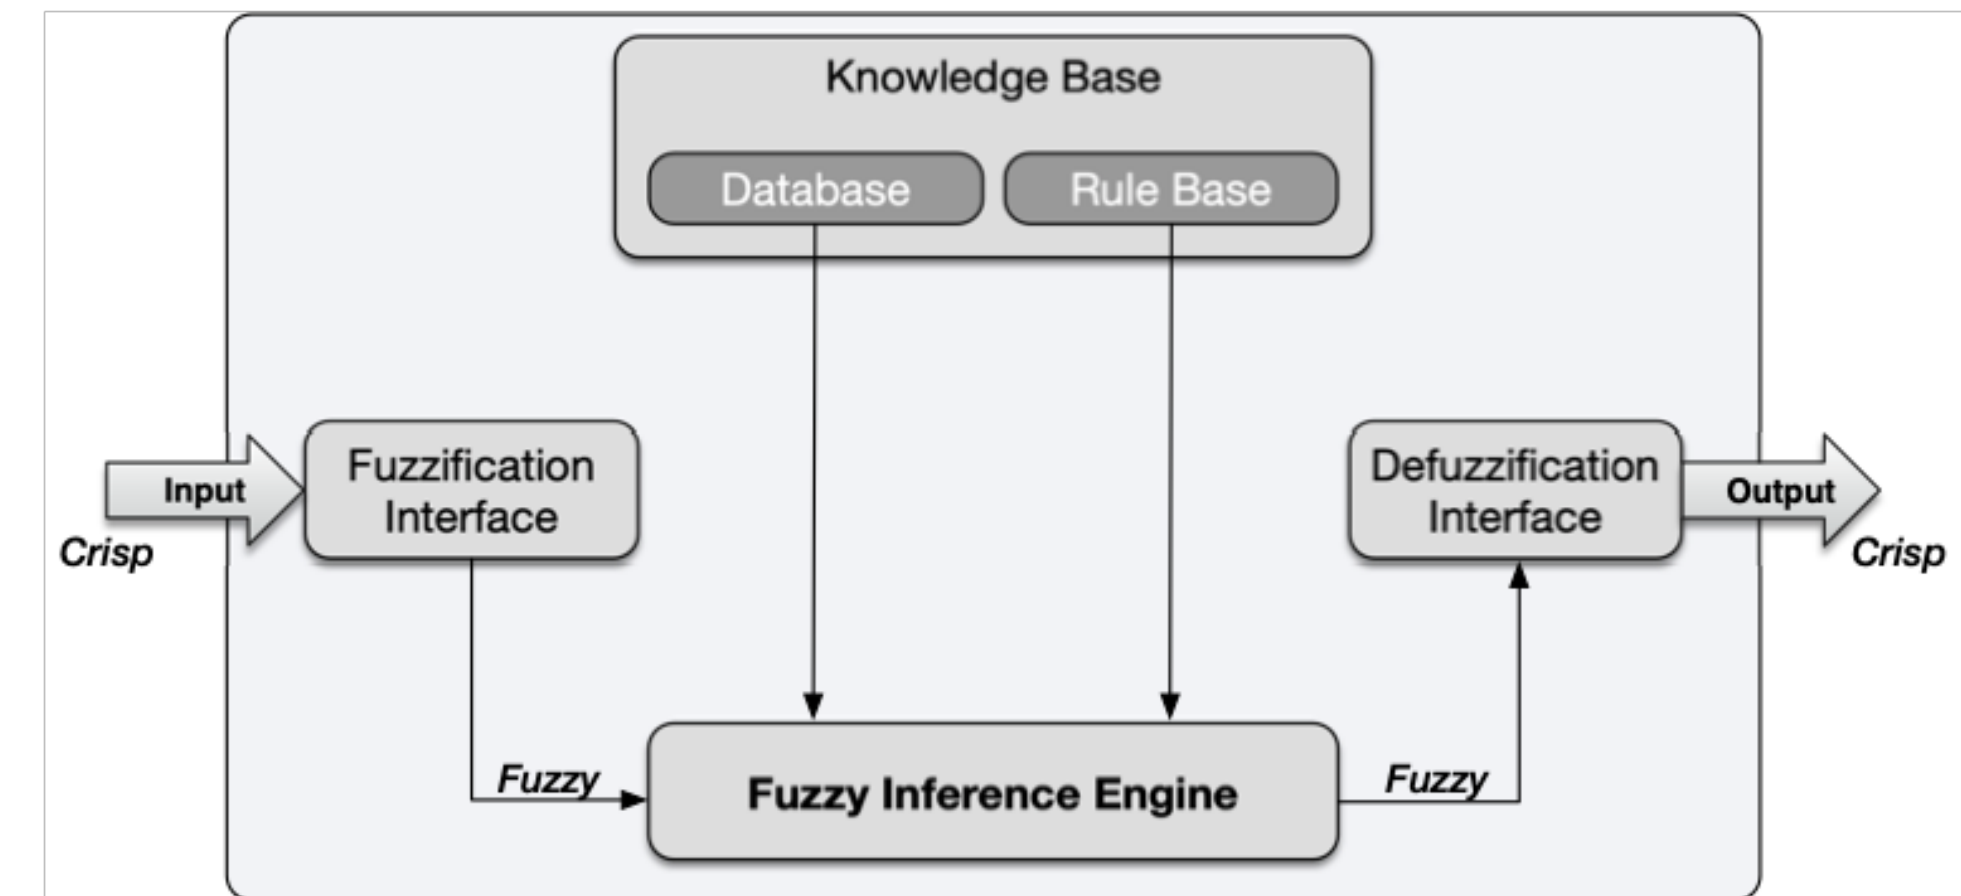 Knowledge Base
Database
Rule Base
Fuzzification
Interface
Defuzzification
Interface
Input
Output
Crisp
Crisp
Fuzzy
Fuzzy Inference Engine
Fuzzy